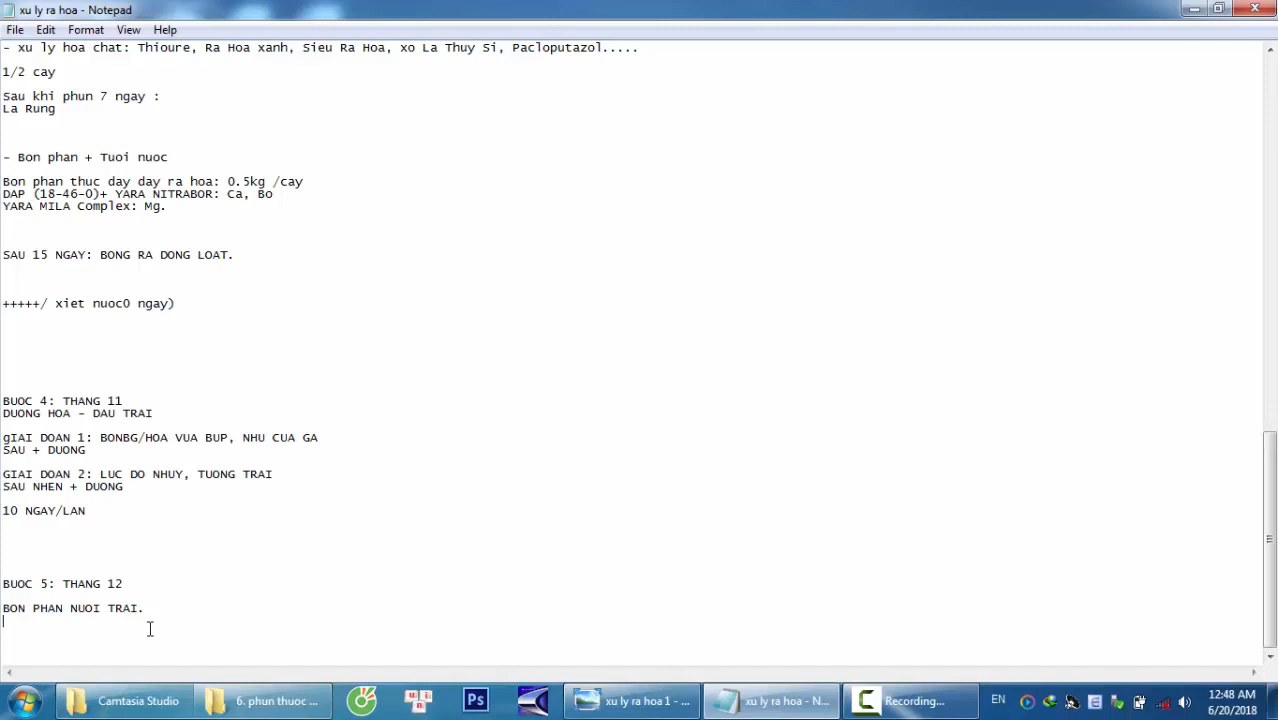 xu ly ra hoa - Notepad
File Edit Format View Help
- xu ly hoa chat: Thioure, Ra Hoa xanh, Sieu Ra Hoa, xo La Thuy Si, Pacloputazol.....
1/2 cay
Sau khi phun 7 ngay :
La Rung
- Bon phan + Tuoi nuoc
Bon phan thuc day day ra hoa: 0.5kg /cay
DAP (18-46-0)+ YARA NITRABOR: Ca, Bo
YARA MILA Complex: Mg.
SAU 15 NGAY: BONG RA DONG LOAT.
+++++/ xiet nuoc0 ngay)
BUOC 4: THANG 11
DUONG HOA - DAU TRAI
gIAI DOAN 1: BONBG/HOA VUA BUP, NHU CUA GA
SAU + DUONG
GIAI DOAN 2: LUC DO NHUY, TUONG TRAI
SAU NHEN + DUONG
10 NGAY/LAN
BUOC 5: THANG 12
BON PHAN NUOI TRAI.
Camtasia Studio
6. phun thuoc ...
Ps
xu ly ra hoa 1 - ...
xu ly ra hoa - N...
Recording...
EN
12:48 AM
6/20/2018